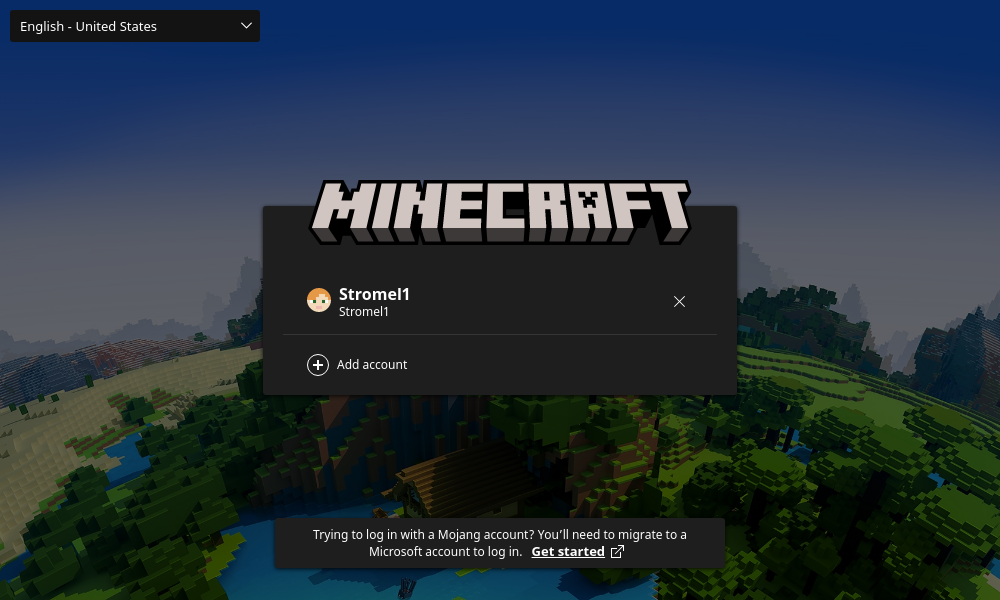 English - United States
MINECRAFT
Stromel1
Stromel1
Add account
Trying to log in with a Mojang account? You’ll need to migrate to a
Microsoft account to log in. Get started